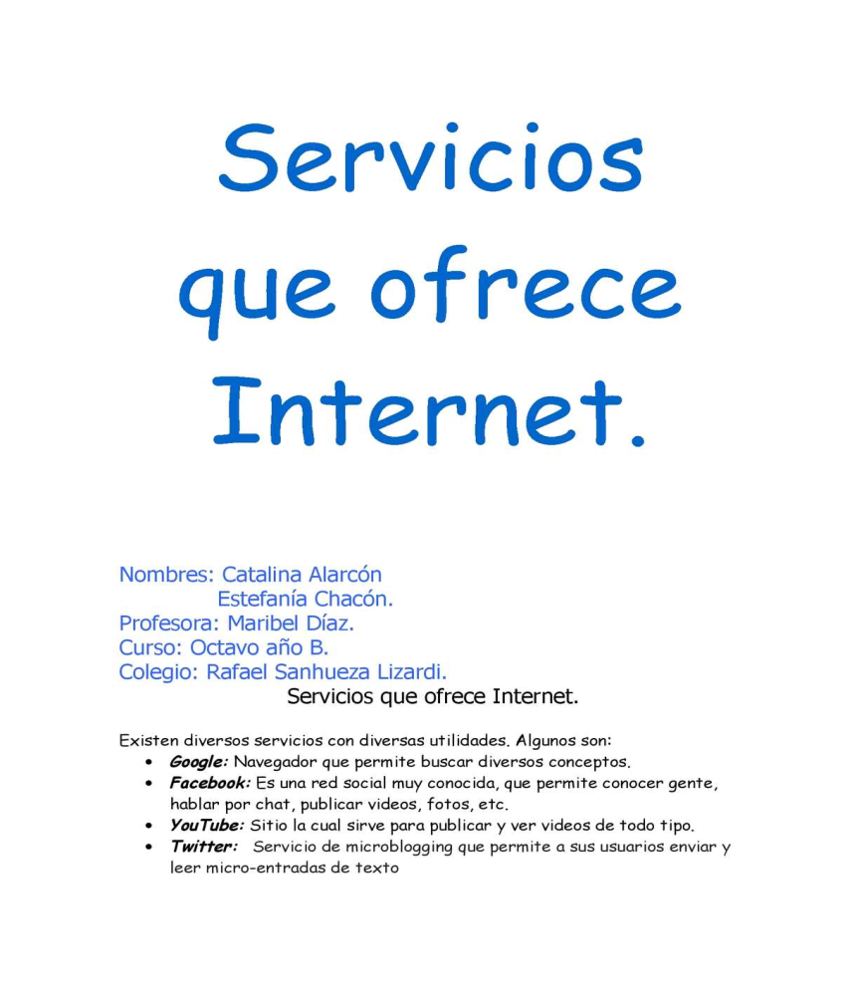 Servicios
que ofrece
Internet.
Nombres: Catalina Alarcón
Estefanía Chacón.
Profesora: Maribel Díaz.
Curso: Octavo año B.
Colegio: Rafael Sanhueza Lizardi.
Servicios que ofrece Internet.
Existen diversos servicios con diversas utilidades. Algunos son:
• Google: Navegador que permite buscar diversos conceptos.
• Facebook: Es una red social muy conocida, que permite conocer gente,
hablar por chat, publicar videos, fotos, etc.
• YouTube: Sitio la cual sirve para publicar y ver videos de todo tipo.
• Twitter: Servicio de microblogging que permite a sus usuarios enviar y
leer micro-entradas de texto